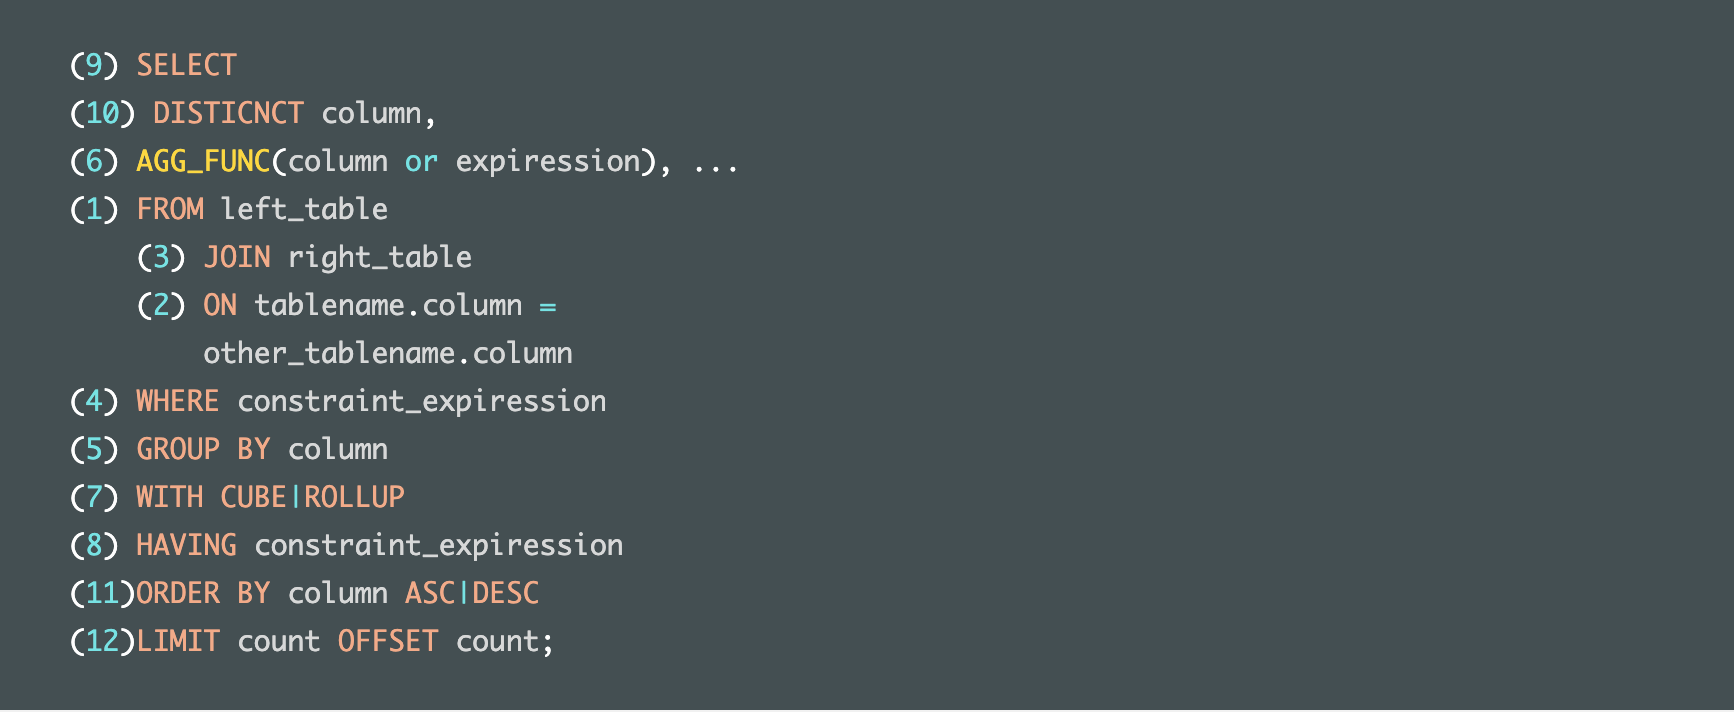 (9) SELECT
(10) DISTICNCT column,
(6) AGG_FUNC(column or expiression), ...
(1) FROM left_table
(3) JOIN right_table
(2) ON tablename.column =
other_tablename.column
(4) WHERE constraint_expiression
(5) GROUP BY column
(7) WITH CUBE|ROLLUP
(8) HAVING constraint_expiression
(11)ORDER BY column ASC|DESC
(12)LIMIT count OFFSET count;